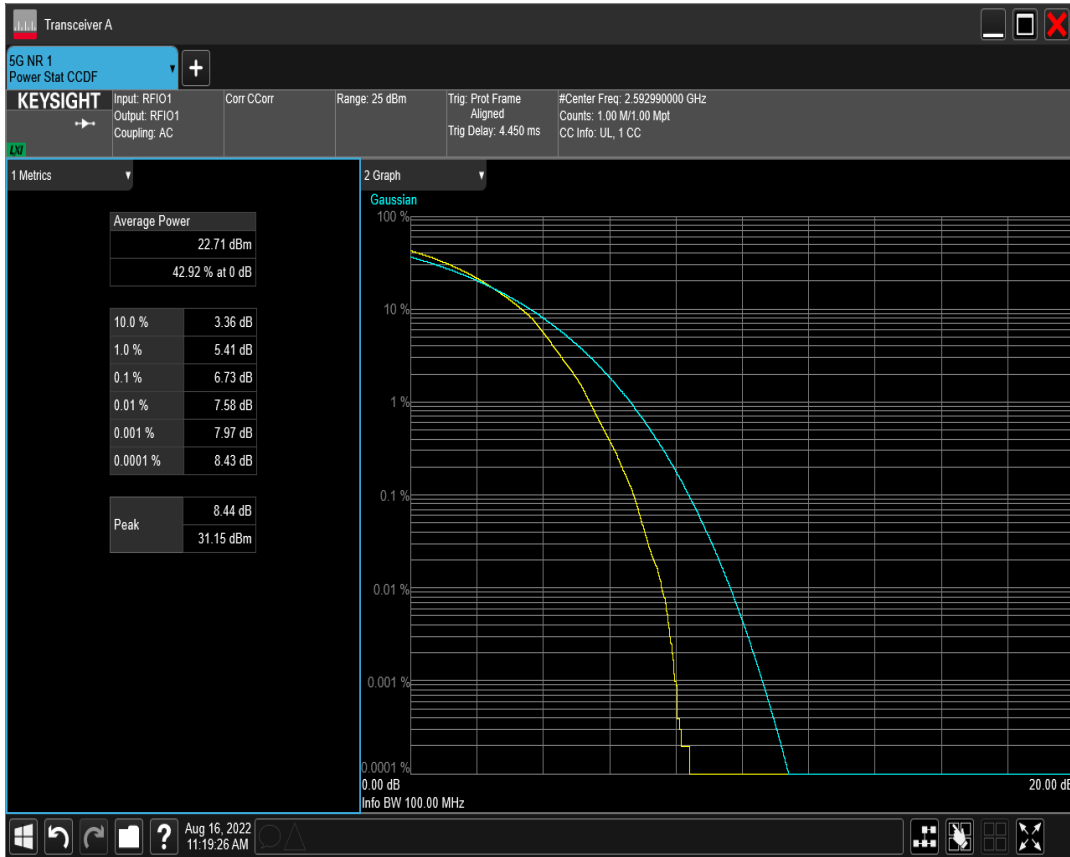 Transceiver A
5G NR 1
Power Stat CCDF
KEYSIGHT
LXI
Input: RFIO1
Output: RFIO1
Coupling: AC
Corr CCorr
Range: 25 dBm
Trig: Prot Frame
Aligned
Trig Delay: 4.450 ms
#Center Freq: 2.592990000 GHz
Counts: 1.00 M/1.00 Mpt
CC Info: UL, 1 CC
1 Metrics
Average Power
22.71 dBm
42.92 % at 0 dB
10.0 % 3.36 dB
1.0 % 5.41 dB
0.1 % 6.73 dB
0.01 % 7.58 dB
0.001 % 7.97 dB
0.0001 % 8.43 dB
Peak 8.44 dB
31.15 dBm
2 Graph
Gaussian
100 %
10 %
1 %
0.1 %
0.01 %
0.001 %
0.0001 %
0.00 dB 20.00 dB
Info BW 100.00 MHz
? Aug 16, 2022
11:19:26 AM